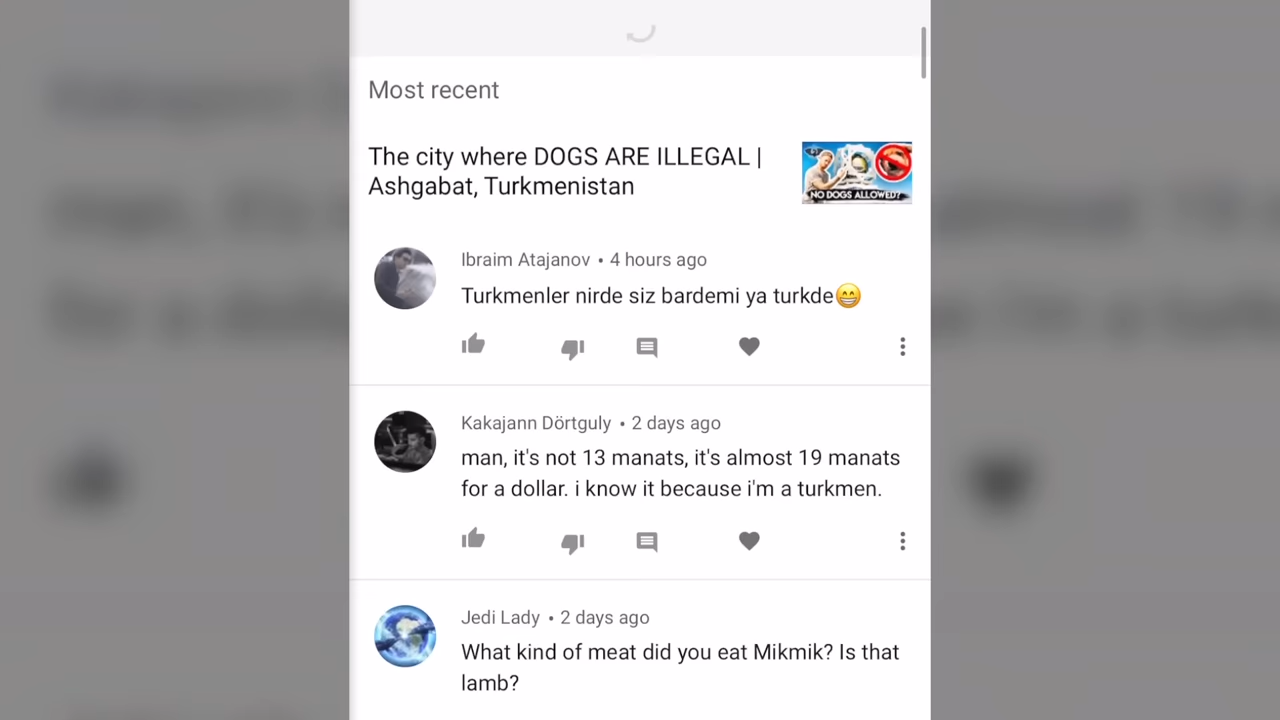 Most recent
The city where DOGS ARE ILLEGAL |
Ashgabat, Turkmenistan
NO DOGS ALLOWED?
Ibraim Atajanov • 4 hours ago
Turkmenler nirde siz bardemi ya turkde😁
Kakajann Dörtguly • 2 days ago
man, it's not 13 manats, it's almost 19 manats
for a dollar. i know it because i'm a turkmen.
Jedi Lady • 2 days ago
What kind of meat did you eat Mikmik? Is that
lamb?